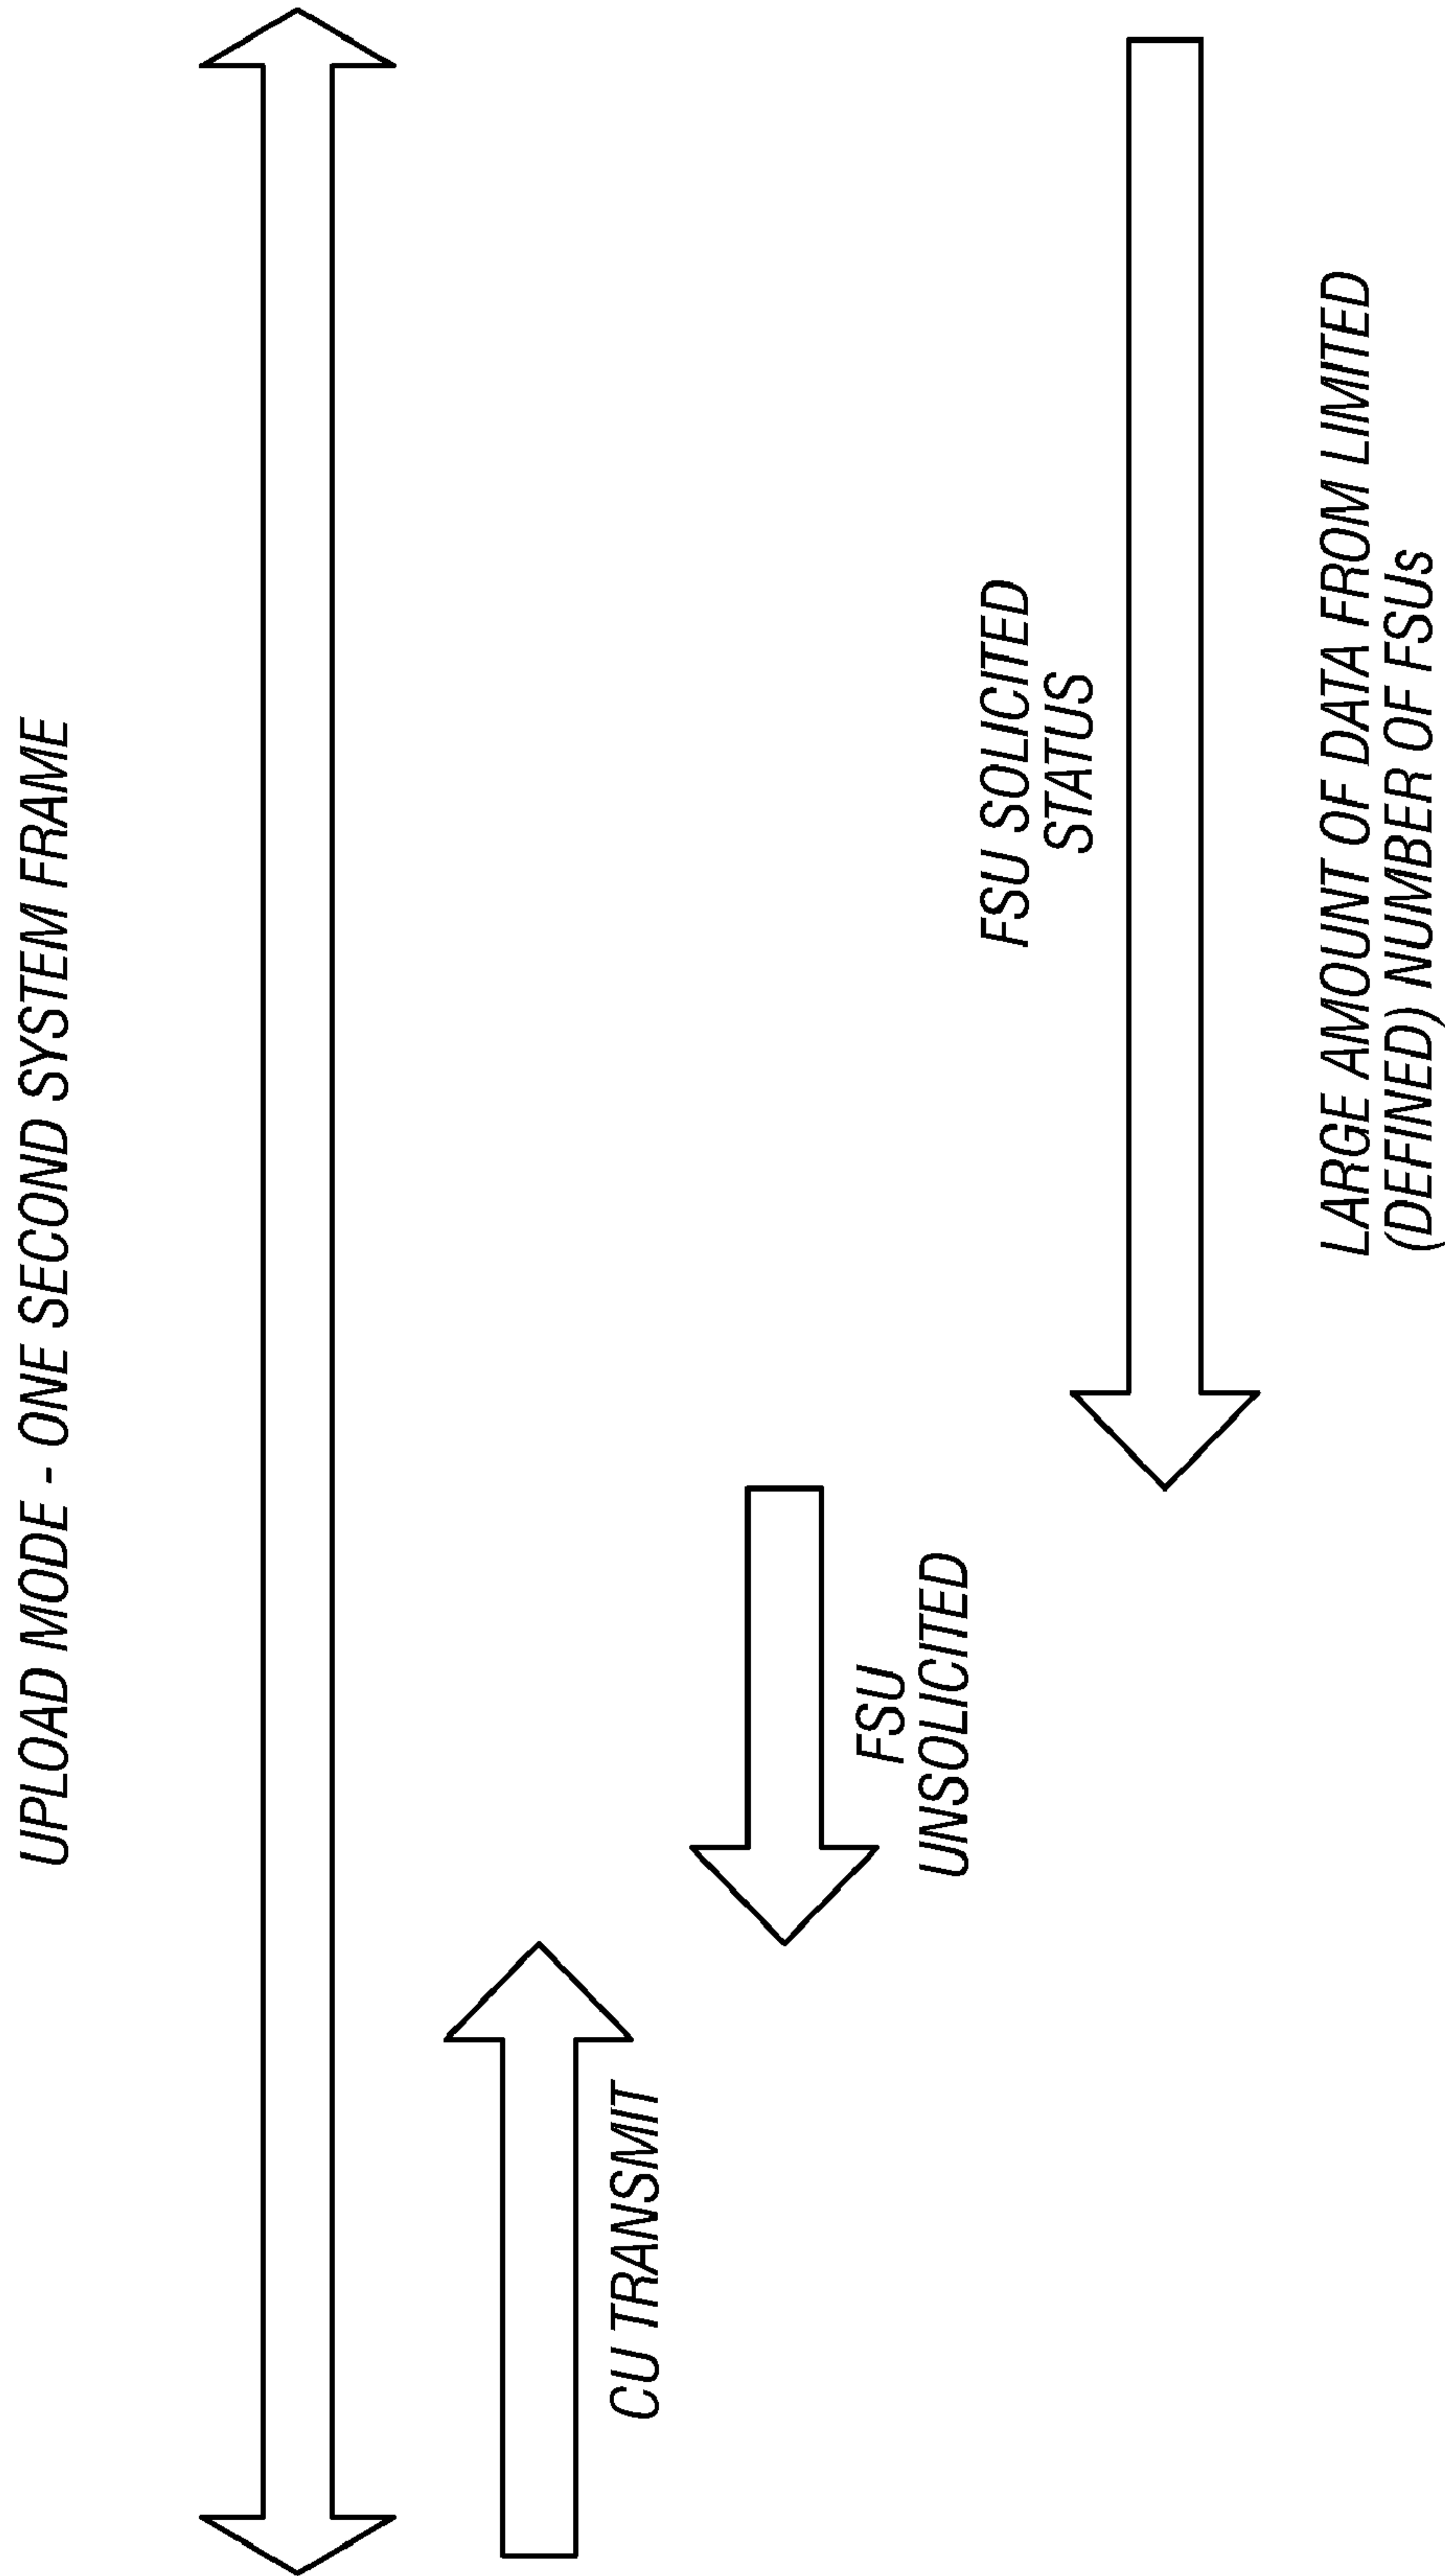 UPLOAD MODE - ONE SECOND SYSTEM FRAME
CU TRANSMIT
FSU
UNSOLICITED
FSU SOLICITED
STATUS
LARGE AMOUNT OF DATA FROM LIMITED
(DEFINED) NUMBER OF FSUs